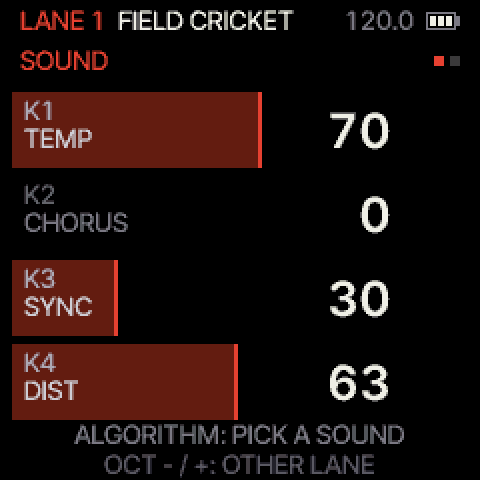 LANE 1 FIELD CRICKET 120.0
SOUND
K1
TEMP 70
K2
CHORUS 0
K3
SYNC 30
K4
DIST 63
ALGORITHM: PICK A SOUND
OCT - / +: OTHER LANE